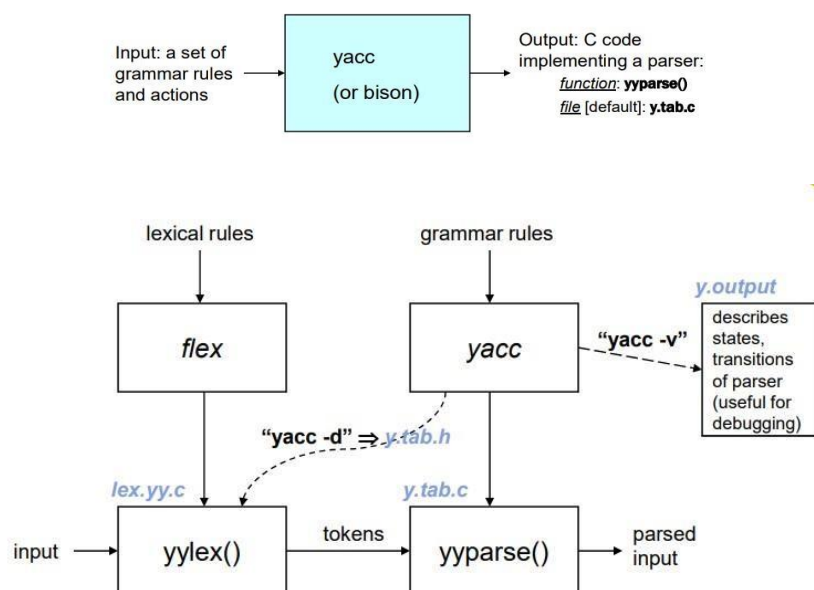 Input: a set of
grammar rules
and actions
yacc
(or bison)
Output: C code
implementing a parser:
function: yyparse()
file [default]: y.tab.c
lexical rules
grammar rules
flex
yacc
“yacc -v”
y.output
describes
states,
transitions
of parser
(useful for
debugging)
“yacc -d” ⇒ y.tab.h
lex.yy.c
y.tab.c
input
yylex()
tokens
yyparse()
parsed
input